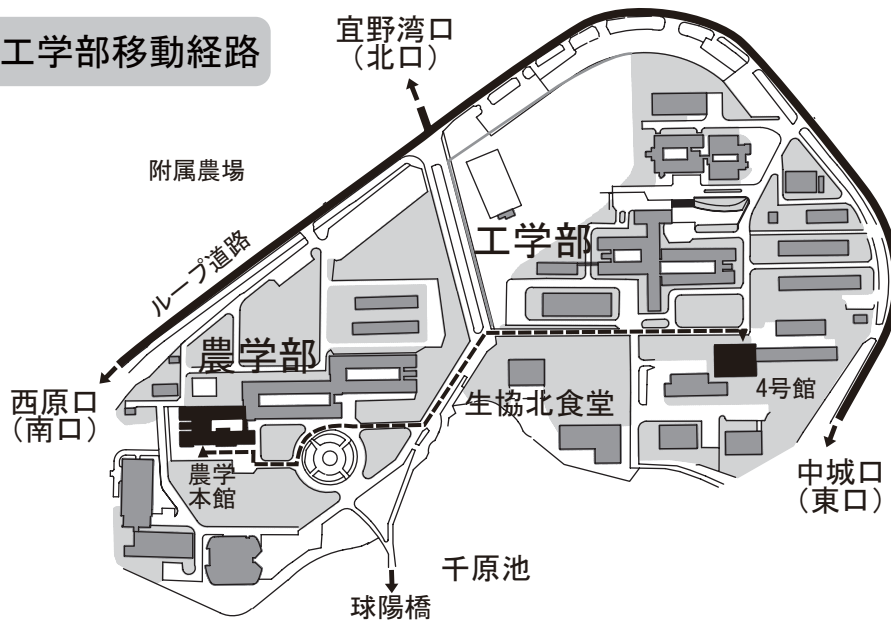 工学部移動経路
宜野湾口
（北口）
附属農場
ループ道路
工学部
農学部
西原口
（南口）
生協北食堂
4号館
農学
本館
中城口
（東口）
千原池
球陽橋